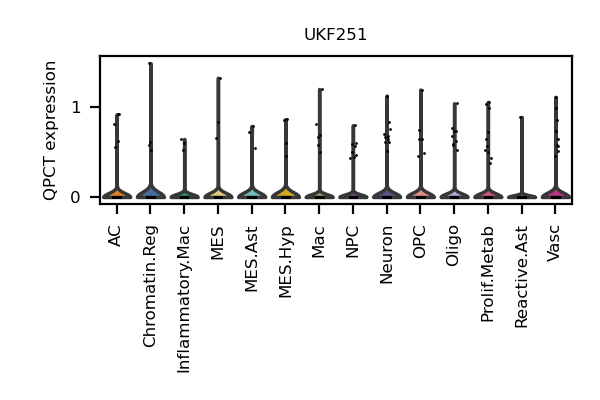 UKF251
QPCT expression
1
0
AC
Chromatin.Reg
Inflammatory.Mac
MES
MES.Ast
MES.Hyp
Mac
NPC
Neuron
OPC
Oligo
Prolif.Metab
Reactive.Ast
Vasc